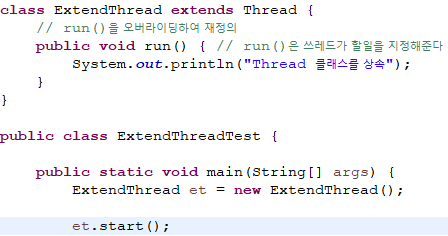 class ExtendThread extends Thread {
    // run()을 오버라이딩하여 재정의
    public void run() { // run()은 쓰레드가 할일을 지정해준다
        System.out.println("Thread 클래스를 상속");
    }
}

public class ExtendThreadTest {

    public static void main(String[] args) {
        ExtendThread et = new ExtendThread();

        et.start();